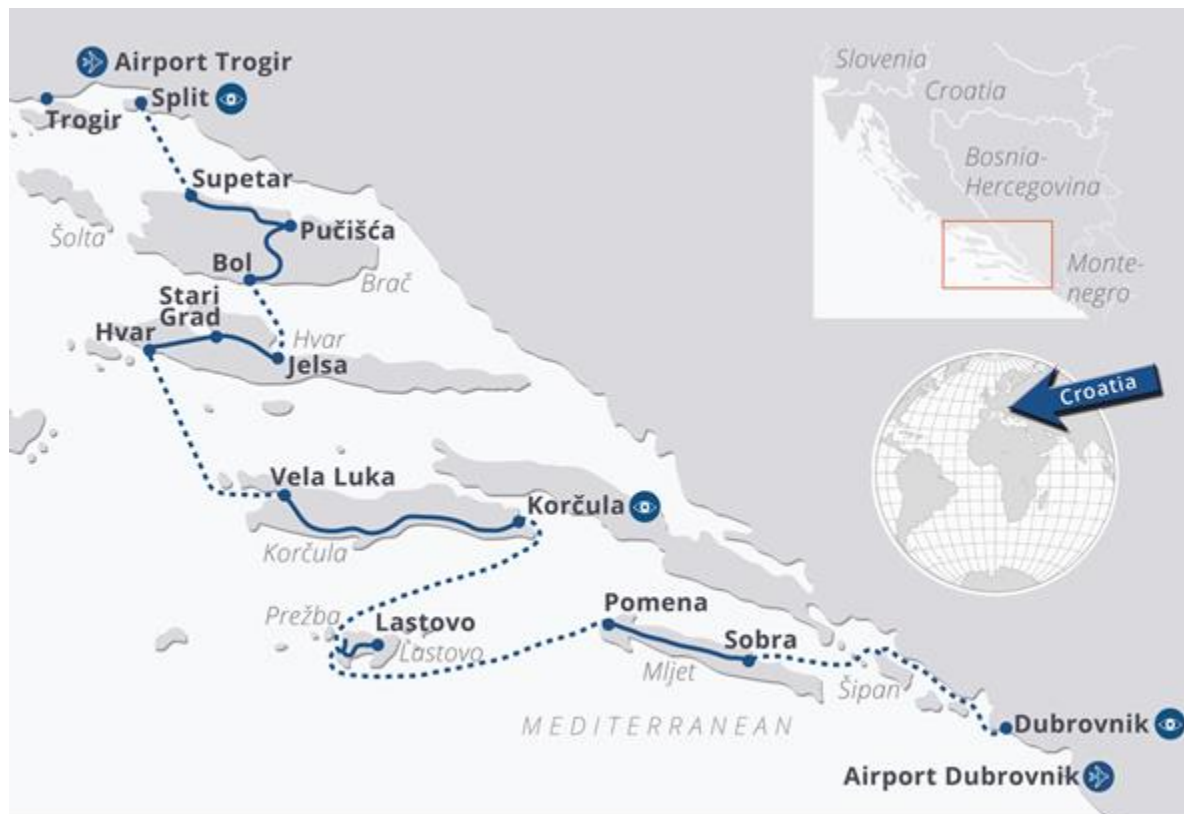 Airport Trogir
Split
Trogir
Supetar
Pučišća
Šolta
Bol
Brač
Stari
Grad
Hvar
Hvar
Jelsa
Vela Luka
Korčula
Korčula
Prežba
Lastovo
Lastovo
Pomena
Sobra
Mljet
Šipan
MEDITERRANEAN
Dubrovnik
Airport Dubrovnik
Slovenia
Croatia
Bosnia-
Hercegovina
Monte-
negro
Croatia